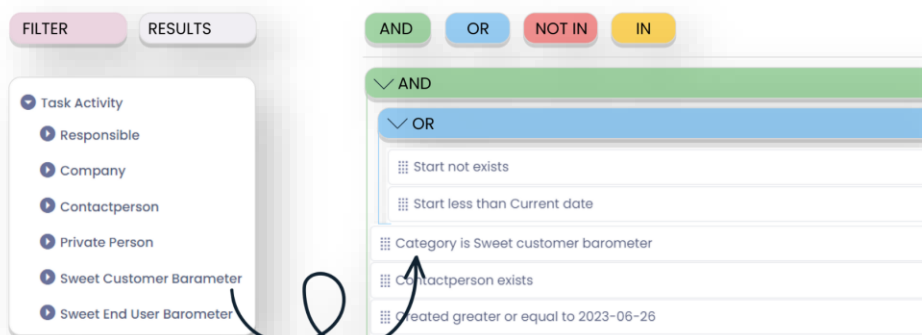 FILTER
RESULTS
AND
OR
NOT IN
IN
Task Activity
Responsible
Company
Contactperson
Private Person
Sweet Customer Barameter
Sweet End User Barometer
AND
OR
Start not exists
Start less than Current date
Category is Sweet customer barometer
Contactperson exists
Created greater or equal to 2023-06-26